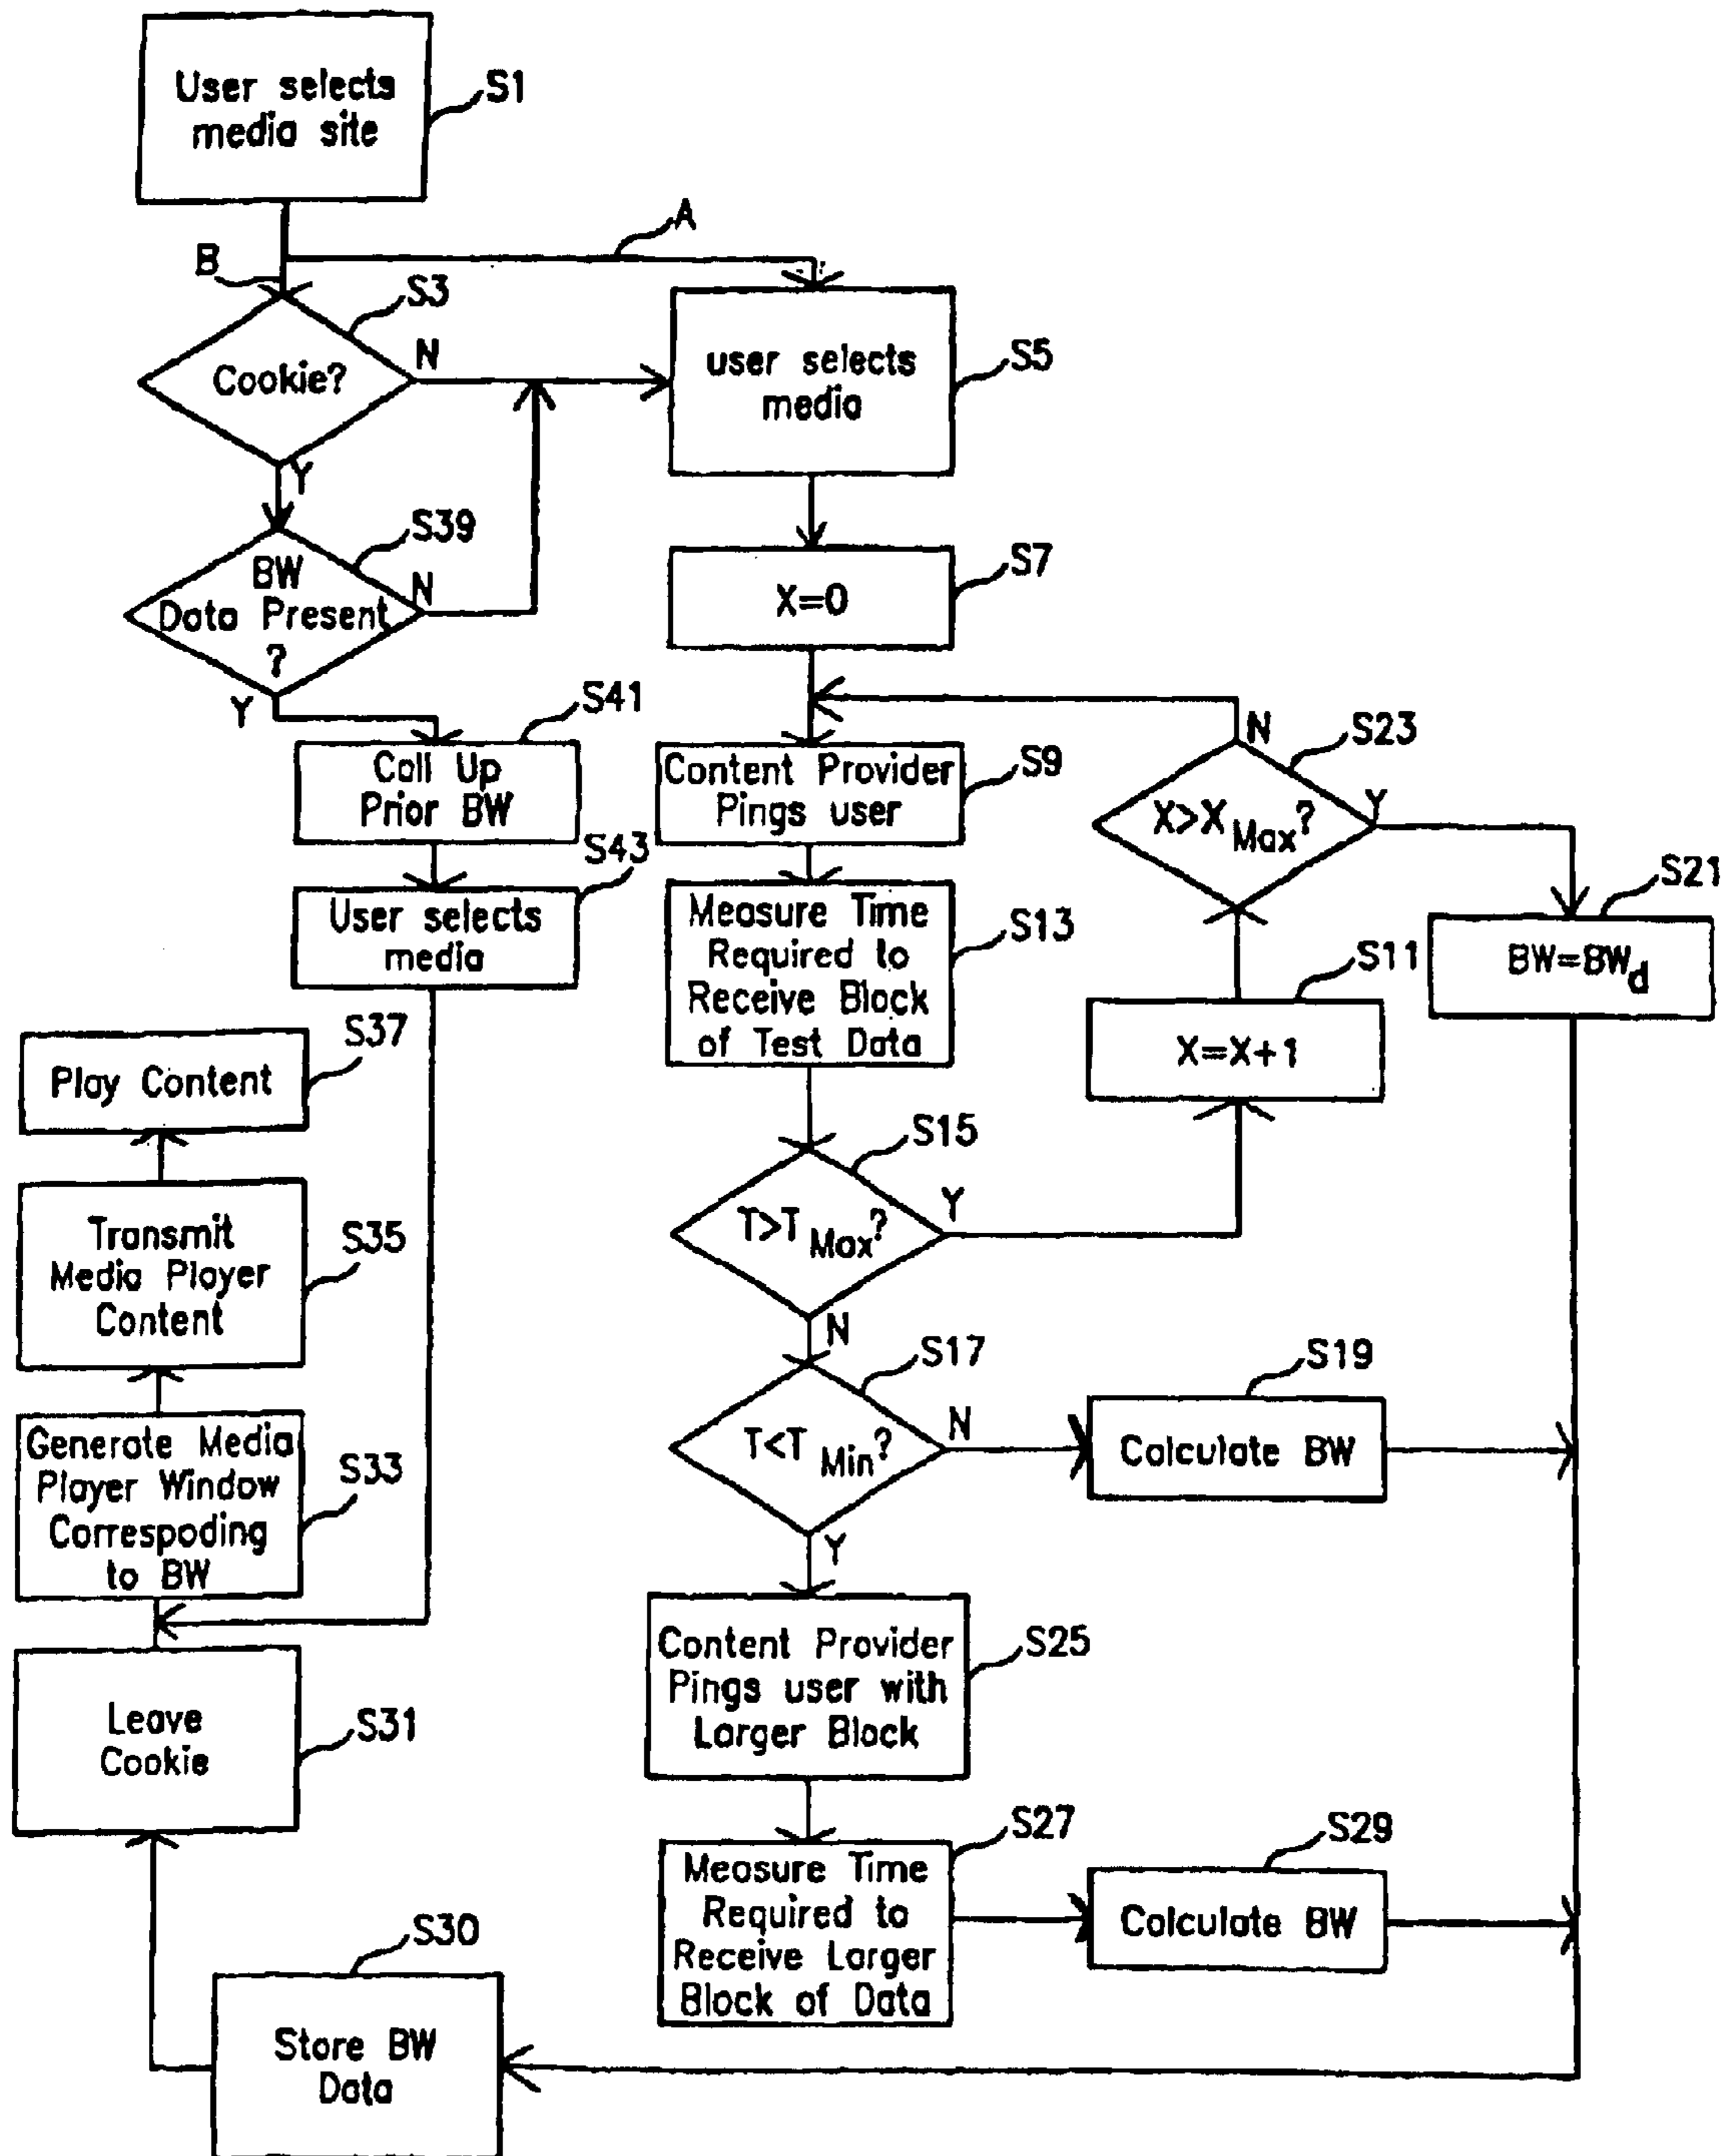 User selects
media site
S1
A
B
S3
Cookie?
N
Y
user selects
media
S5
S39
BW
Data Present
?
N
Y
X=0
S7
S41
Call Up
Prior BW
S43
User selects
media
Content Provider
Pings user
S9
N
S23
X>X Max?
Y
S21
BW=BWd
Measure Time
Required to
Receive Block
of Test Data
S13
S11
X=X+1
S37
Play Content
S15
T>T Max?
Y
N
Transmit
Media Player
Content
S35
S17
T<T Min?
N
Y
S19
Calculate BW
Generate Media
Player Window
Correspoding
to BW
S33
Content Provider
Pings user with
Larger Block
S25
Leave
Cookie
S31
S27
Measure Time
Required to
Receive Larger
Block of Data
S29
Calculate BW
S30
Store BW
Data